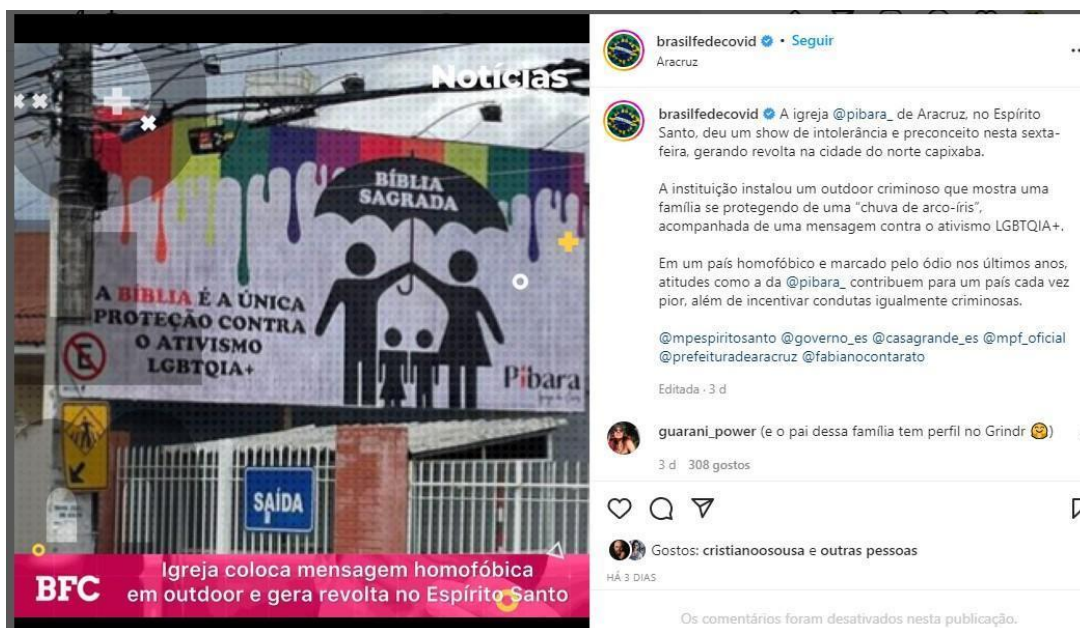 Notícias
BÍBLIA
SAGRADA
A BÍBLIA É A ÚNICA
PROTEÇÃO CONTRA
O ATIVISMO
LGBTQIA+
Pibara
E
SAÍDA
BFC
Igreja coloca mensagem homofóbica
em outdoor e gera revolta no Espírito Santo
brasilfedecovid • Seguir
Aracruz
brasilfedecovid A igreja @pibara_ de Aracruz, no Espírito
Santo, deu um show de intolerância e preconceito nesta sexta-
feira, gerando revolta na cidade do norte capixaba.
A instituição instalou um outdoor criminoso que mostra uma
família se protegendo de uma “chuva de arco-íris”,
acompanhada de uma mensagem contra o ativismo LGBTQIA+.
Em um país homofóbico e marcado pelo ódio nos últimos anos,
atitudes como a da @pibara_ contribuem para um país cada vez
pior, além de incentivar condutas igualmente criminosas.
@mpespiritosanto @governo_es @casagrande_es @mpf_oficial
@prefeituradearacruz @fabianocontarato
Editada · 3 d
guarani_power (e o pai dessa família tem perfil no Grindr 🤗)
3 d 308 gostos
Gostos: cristianoosousa e outras pessoas
HÁ 3 DIAS
Os comentários foram desativados nesta publicação.